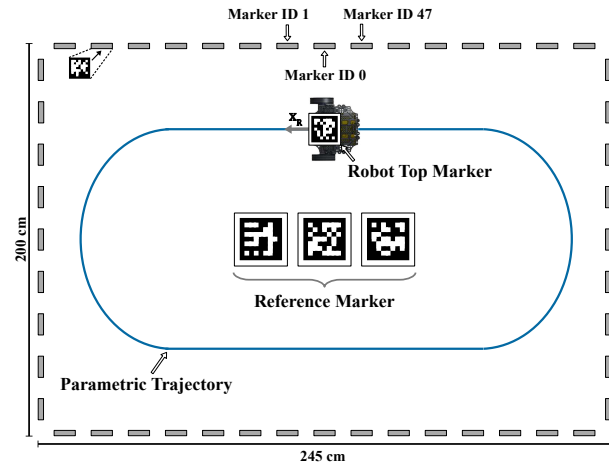 Marker ID 1
Marker ID 47
Marker ID 0
X_R
Robot Top Marker
200 cm
Reference Marker
Parametric Trajectory
245 cm